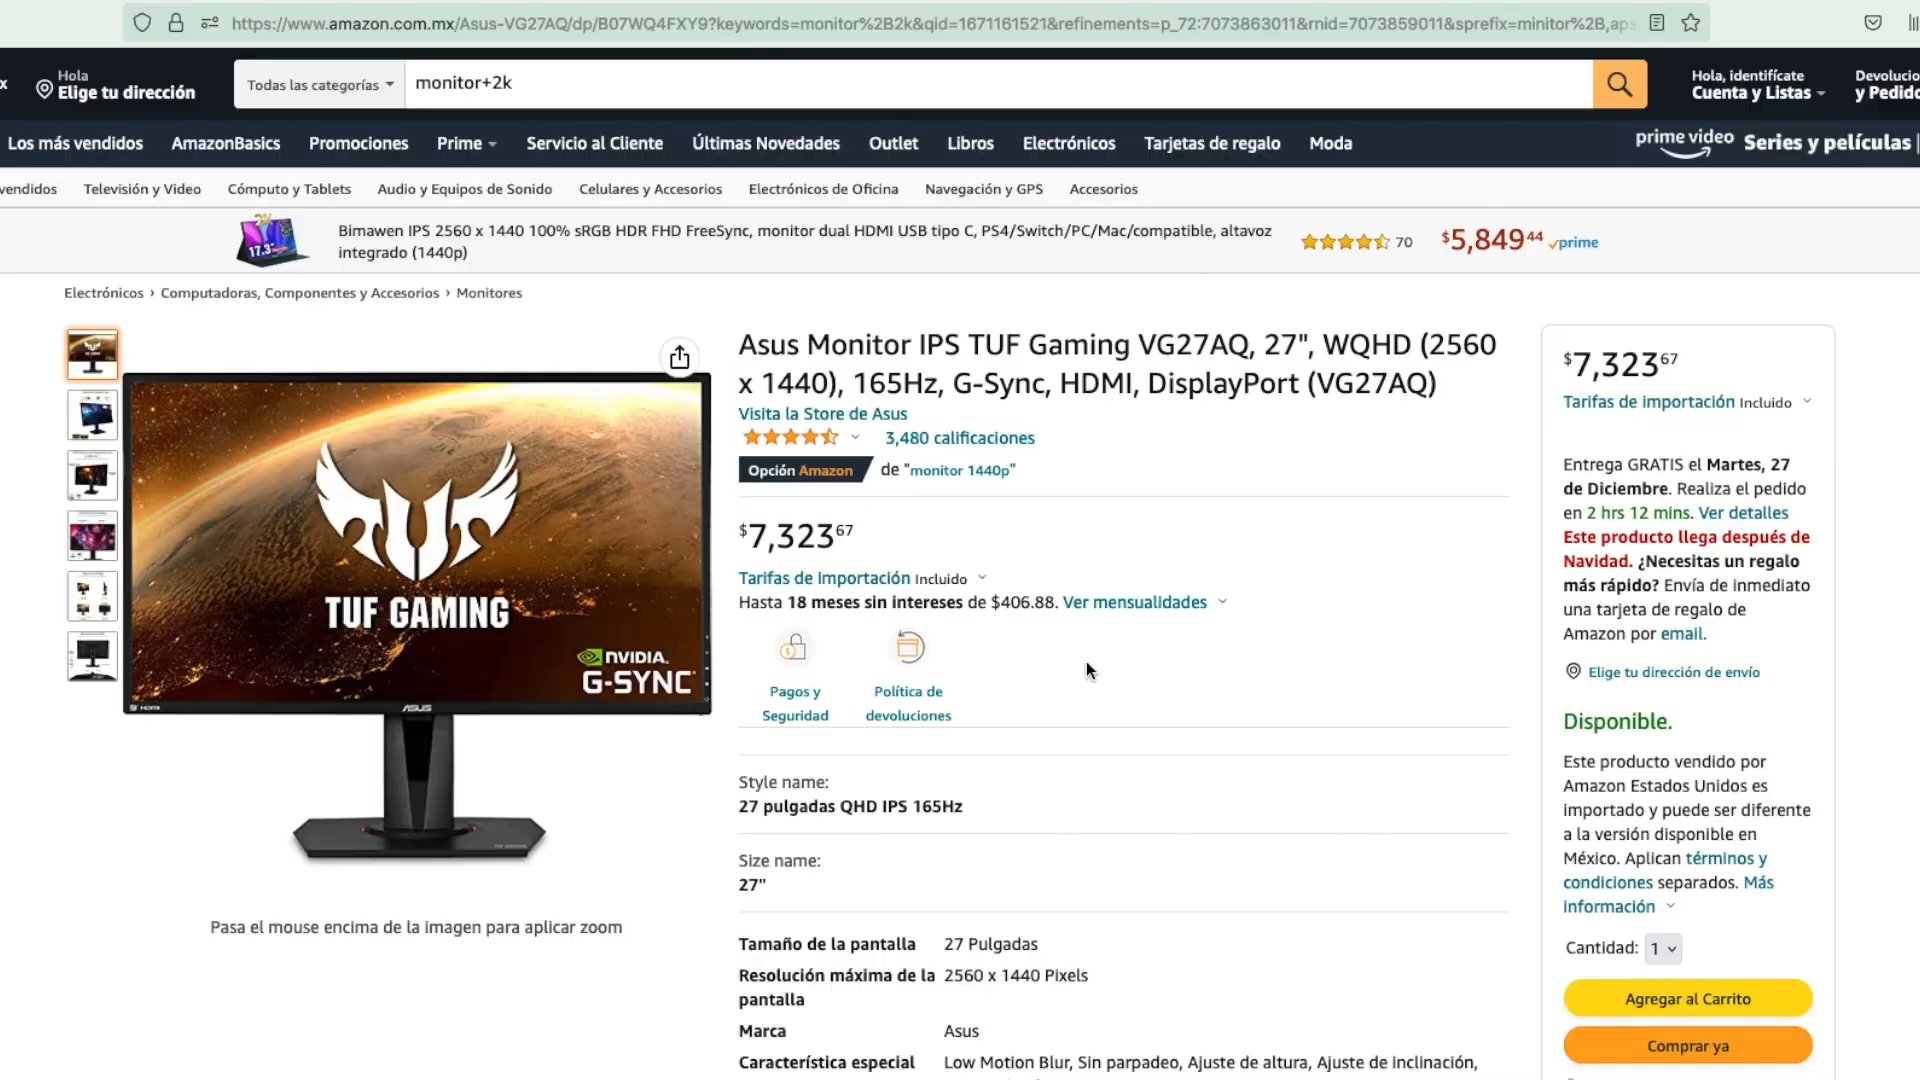 https://www.amazon.com.mx/Asus-VG27AQ/dp/B07WQ4FXY9?keywords=monitor%2B2k&qid=1671161521&refinements=p_72:7073863011&rnid=7073859011&sprefix=minitor%2B,aps
x
Hola
Elige tu dirección
Todas las categorías
monitor+2k
Hola, identifícate
Cuenta y Listas
Devolucio
y Pedido
Los más vendidos AmazonBasics Promociones Prime Servicio al Cliente Últimas Novedades Outlet Libros Electrónicos Tarjetas de regalo Moda
prime video Series y películas |
vendidos Televisión y Video Cómputo y Tablets Audio y Equipos de Sonido Celulares y Accesorios Electrónicos de Oficina Navegación y GPS Accesorios
17.3"
Bimawen IPS 2560 x 1440 100% sRGB HDR FHD FreeSync, monitor dual HDMI USB tipo C, PS4/Switch/PC/Mac/compatible, altavoz
integrado (1440p)
70
$5,849 44 prime
Electrónicos › Computadoras, Componentes y Accesorios › Monitores
TUF GAMING
NVIDIA.
G-SYNC
HDMI
ASUS
Pasa el mouse encima de la imagen para aplicar zoom
Asus Monitor IPS TUF Gaming VG27AQ, 27", WQHD (2560
x 1440), 165Hz, G-Sync, HDMI, DisplayPort (VG27AQ)
Visita la Store de Asus
3,480 calificaciones
Opción Amazon de "monitor 1440p"
$7,323 67
Tarifas de importación Incluido
Hasta 18 meses sin intereses de $406.88. Ver mensualidades
Pagos y
Seguridad
Política de
devoluciones
Style name:
27 pulgadas QHD IPS 165Hz
Size name:
27"
Tamaño de la pantalla 27 Pulgadas
Resolución máxima de la 2560 x 1440 Pixels
pantalla
Marca Asus
Característica especial Low Motion Blur, Sin parpadeo, Ajuste de altura, Ajuste de inclinación,
$7,323 67
Tarifas de importación Incluido
Entrega GRATIS el Martes, 27
de Diciembre. Realiza el pedido
en 2 hrs 12 mins. Ver detalles
Este producto llega después de
Navidad. ¿Necesitas un regalo
más rápido? Envía de inmediato
una tarjeta de regalo de
Amazon por email.
Elige tu dirección de envío
Disponible.
Este producto vendido por
Amazon Estados Unidos es
importado y puede ser diferente
a la versión disponible en
México. Aplican términos y
condiciones separados. Más
información
Cantidad: 1
Agregar al Carrito
Comprar ya